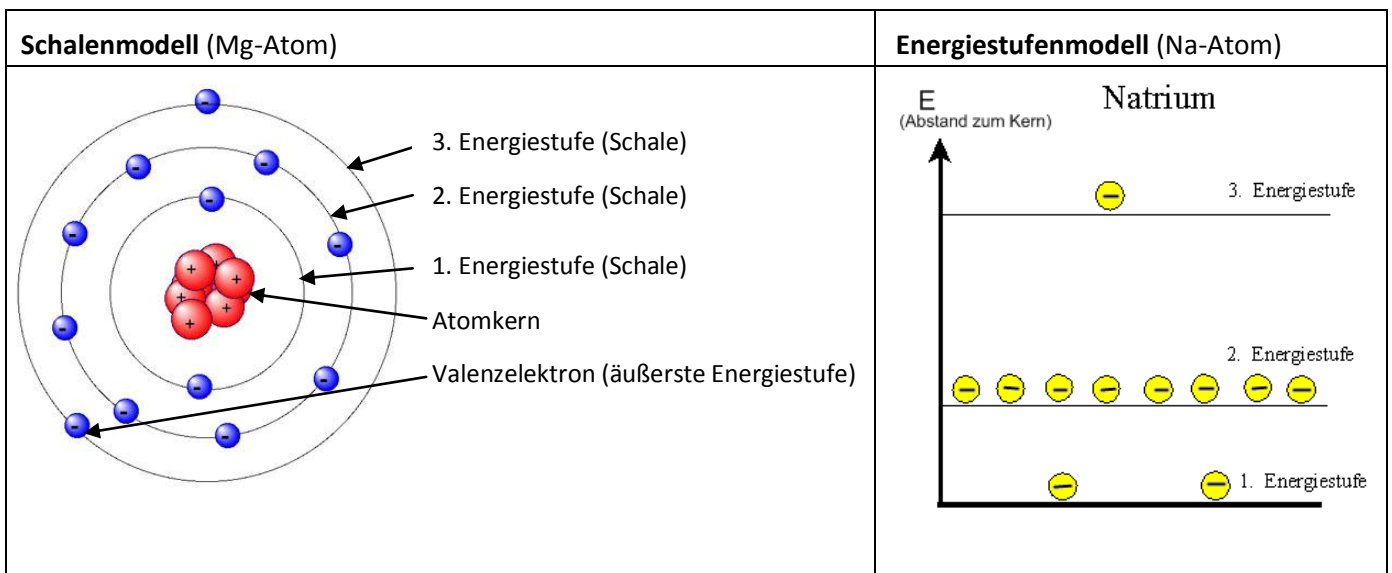 Schalenmodell (Mg-Atom)
3. Energiestufe (Schale)
2. Energiestufe (Schale)
1. Energiestufe (Schale)
Atomkern
Valenzelektron (äußerste Energiestufe)
Energiestufenmodell (Na-Atom)
E
(Abstand zum Kern)
Natrium
3. Energiestufe
2. Energiestufe
1. Energiestufe